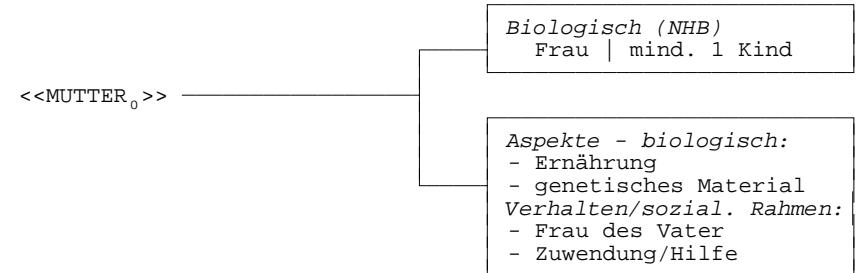 Biologisch (NHB)
Frau | mind. 1 Kind
<<MUTTER₀>>
Aspekte - biologisch:
- Ernährung
- genetisches Material
Verhalten/sozial. Rahmen:
- Frau des Vater
- Zuwendung/Hilfe